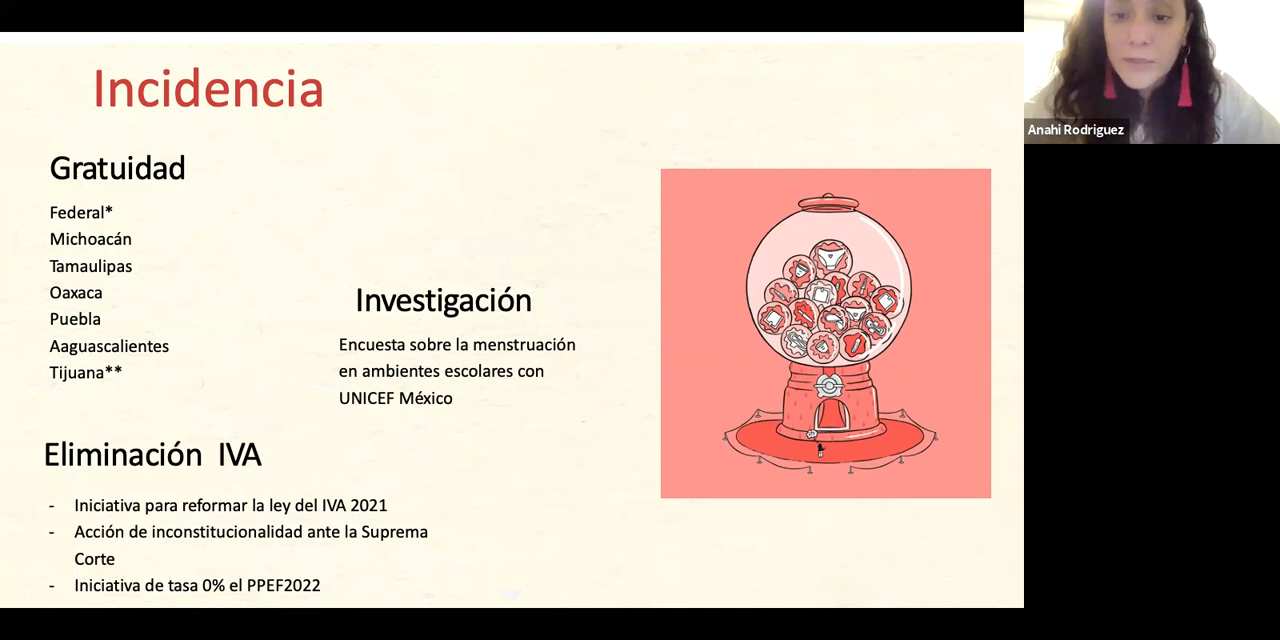 Incidencia
Gratuidad
Federal*
Michoacán
Tamaulipas
Oaxaca
Puebla
Aaguascalientes
Tijuana**
Investigación
Encuesta sobre la menstruación
en ambientes escolares con
UNICEF México
Eliminación IVA
- Iniciativa para reformar la ley del IVA 2021
- Acción de inconstitucionalidad ante la Suprema
Corte
- Iniciativa de tasa 0% el PPEF2022
Anahi Rodriguez